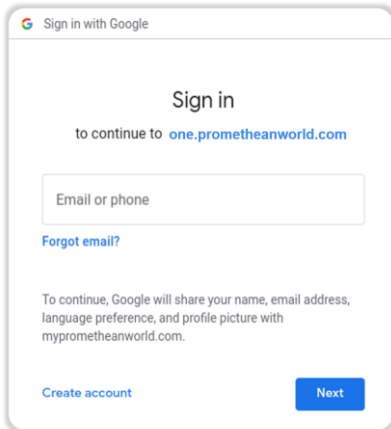 Sign in with Google
Sign in
to continue to one.prometheanworld.com
Email or phone
Forgot email?
To continue, Google will share your name, email address,
language preference, and profile picture with
myprometheanworld.com.
Create account Next